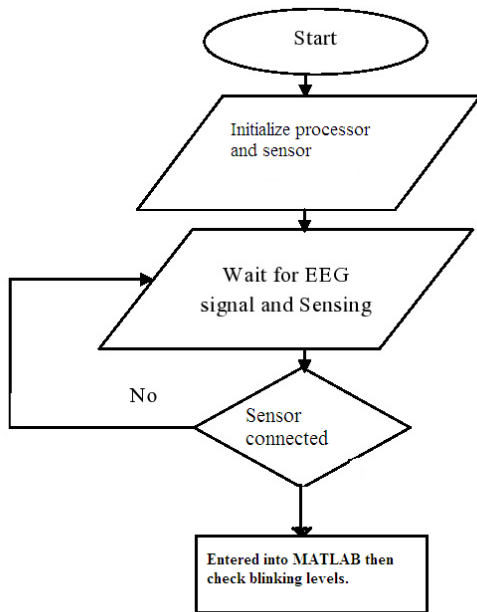 Start
Initialize processor
and sensor
Wait for EEG
signal and Sensing
No
Sensor
connected
Entered into MATLAB then
check blinking levels.